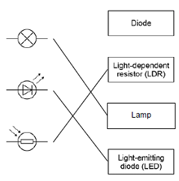 Diode
Light-dependent
resistor (LDR)
Lamp
Light-emitting
diode (LED)